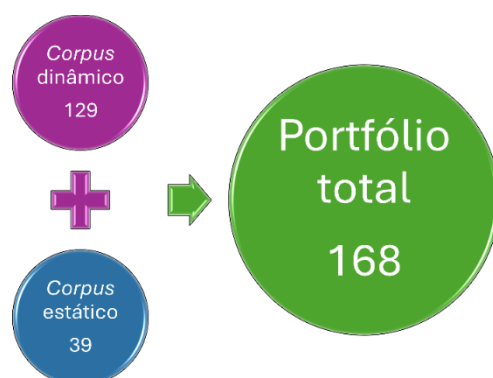 Corpus
dinâmico
129
Corpus
estático
39
Portfólio
total
168